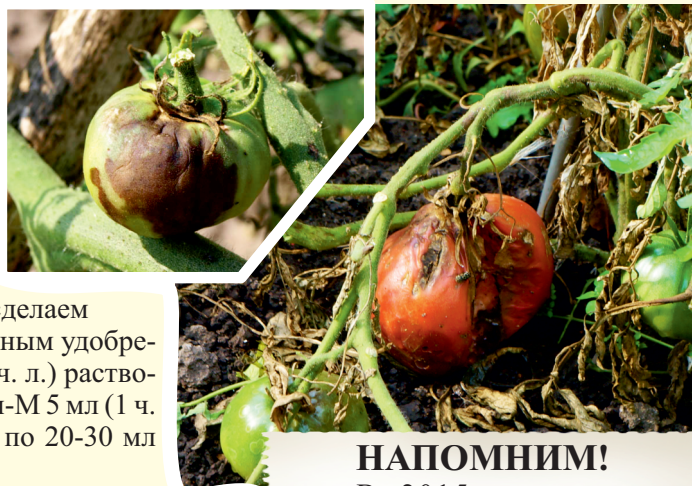 делаем
ным удобре-
ч. л.) раство-
-М 5 мл (1 ч.
по 20-30 мл
НАПОМНИМ!